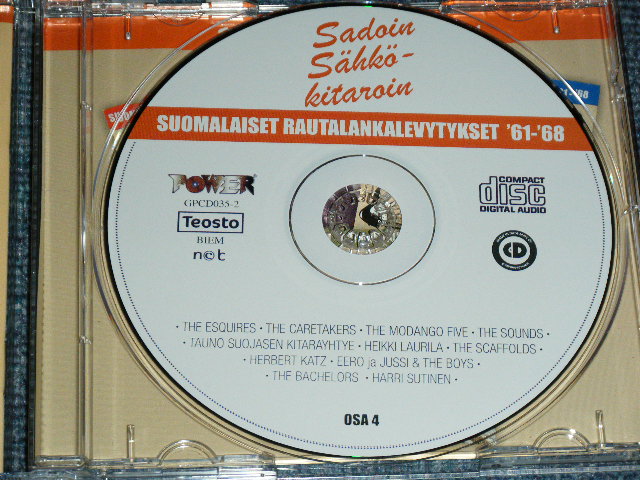 Sadoin
Sähkö-
kitaroin
SUOMALAISET RAUTALANKALEVYTYKSET '61-'68
POWER
GPCD035-2
Teosto
BIEM
n©b
COMPACT
disc
DIGITAL AUDIO
CD
• THE ESQUIRES • THE CARETAKERS • THE MODANGO FIVE • THE SOUNDS •
• TAUNO SUOJASEN KITARAYHTYE • HEIKKI LAURILA • THE SCAFFOLDS •
• HERBERT KATZ • EERO ja JUSSI & THE BOYS •
• THE BACHELORS • HARRI SUTINEN •
OSA 4